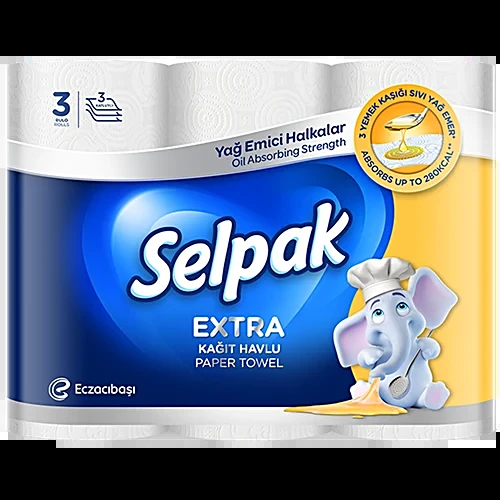 3
RULO
ROLLS
3
KATLI/PLY
Yağ Emici Halkalar
Oil Absorbing Strength
3 YEMEK KAŞIĞI SIVI YAĞ EMER*
ABSORBS UP TO 280KCAL**
Selpak
EXTRA
KAĞIT HAVLU
PAPER TOWEL
Eczacıbaşı